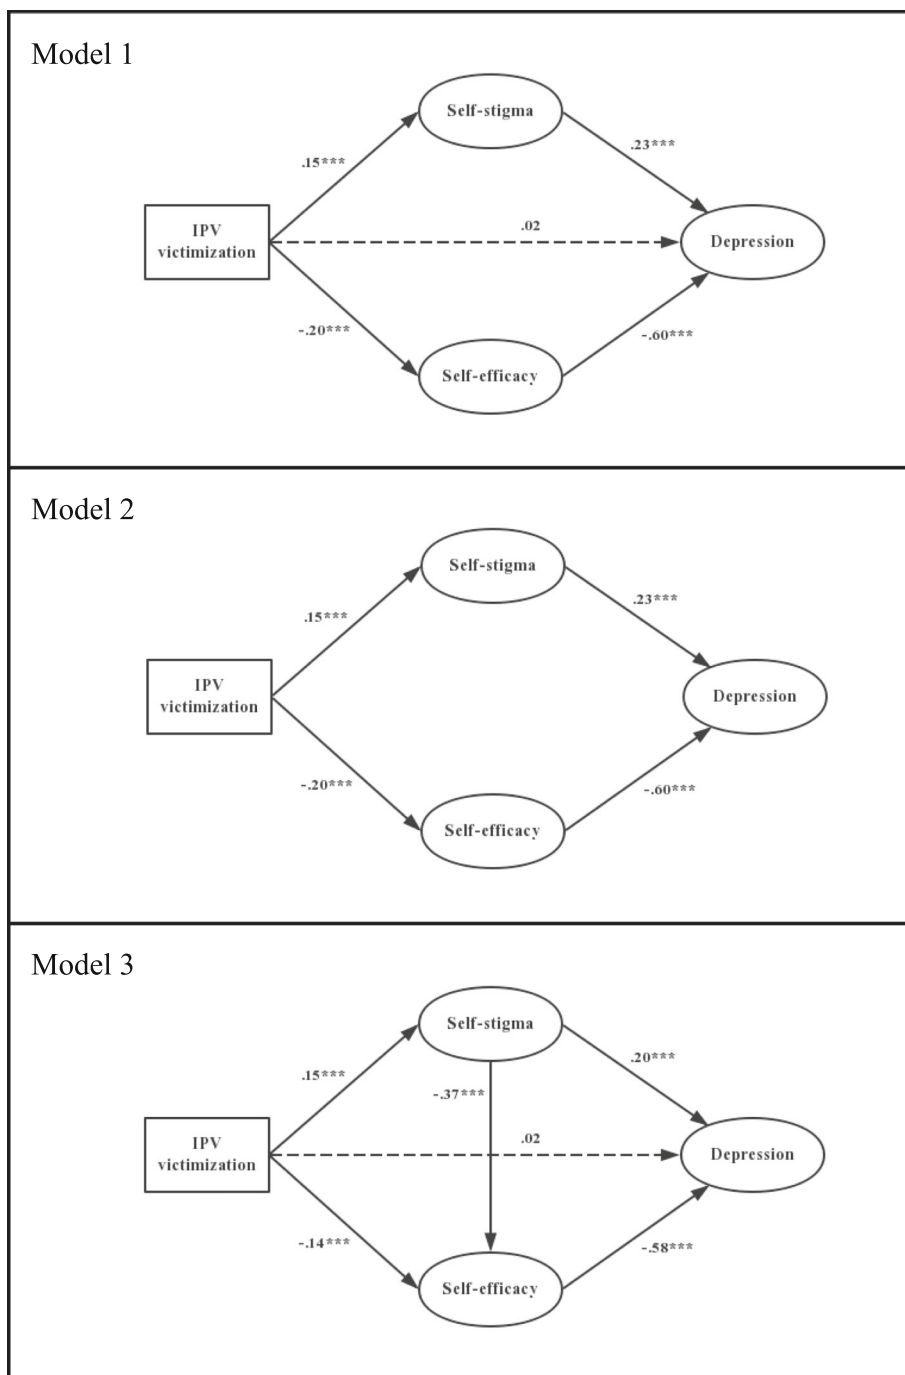 Model 1
Self-stigma
.15***
.23***
IPV
victimization
.02
Depression
-.20***
-.60***
Self-efficacy
Model 2
Self-stigma
.15***
.23***
IPV
victimization
Depression
-.20***
-.60***
Self-efficacy
Model 3
Self-stigma
.15***
.20***
-.37***
IPV
victimization
.02
Depression
-.14***
-.58***
Self-efficacy